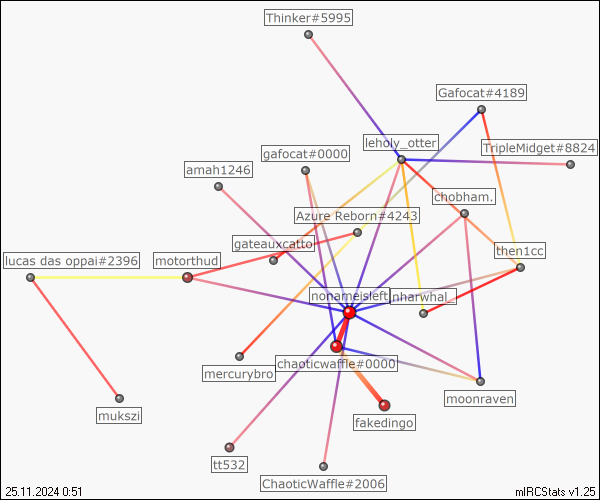 Thinker#5995
Gafocat#4189
leholy_otter
TripleMidget#8824
gafocat#0000
amah1246
chobham.
Azure Reborn#4243
gateauxcatto
then1cc
lucas das oppai#2396
motorthud
nonameisleft
nharwhal_
chaoticwaffle#0000
mercurybro
moonraven
mukszi
fakedingo
tt532
ChaoticWaffle#2006
25.11.2024 0:51
mIRCStats v1.25